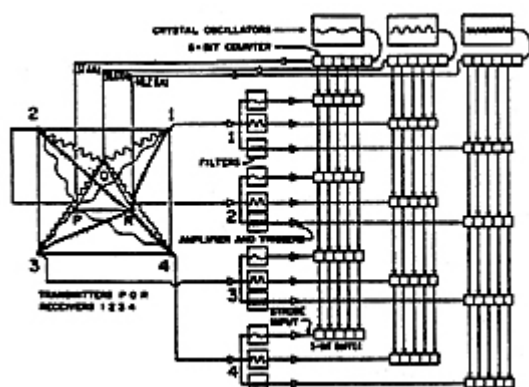 CRYSTAL OSCILLATORS
6-BIT COUNTER
2
1
1
FILTERS
P
R
2
AMPLIFIER AND TRIGGERS
3
4
TRANSMITTERS P Q R
RECEIVERS 1 2 3 4
3
STROBE
INPUT
4